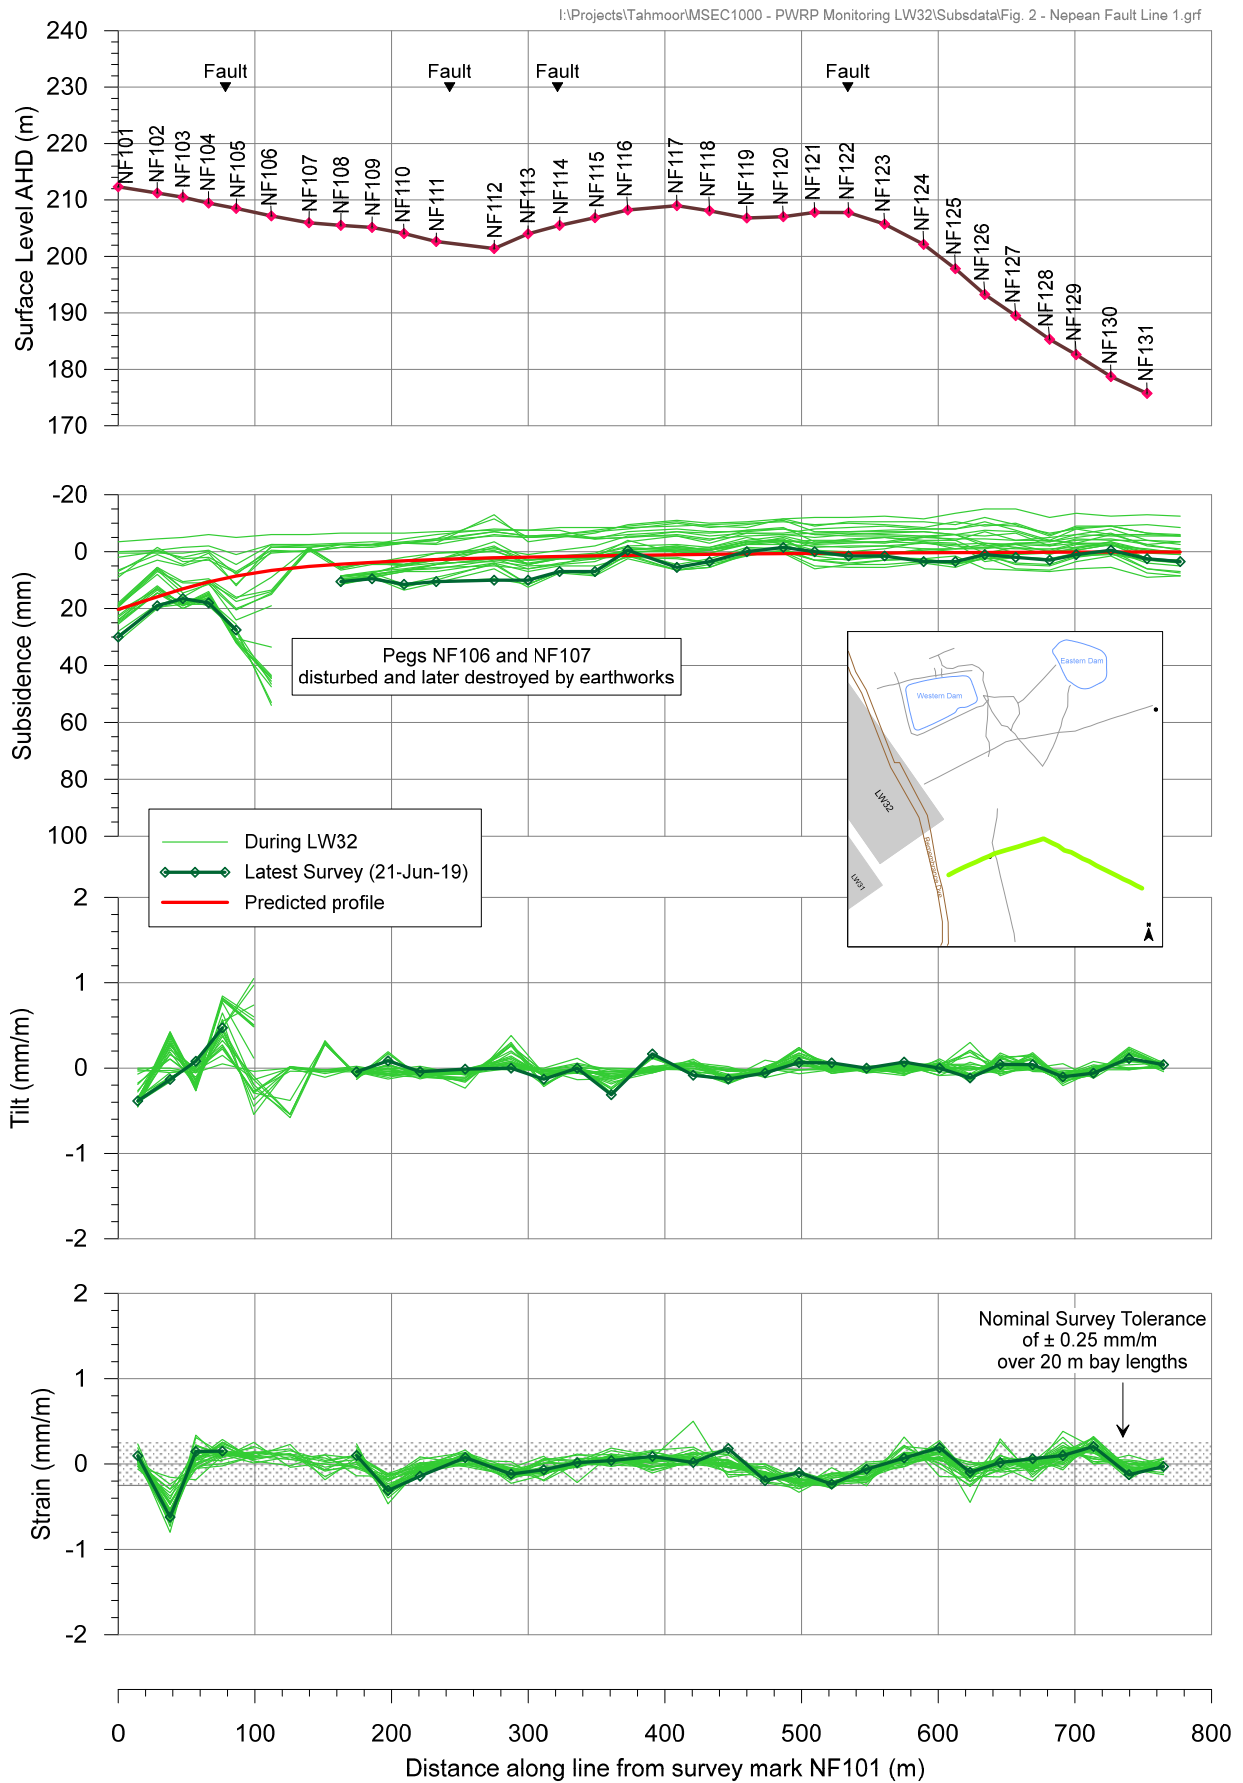 I:\Projects\Tahmoor\MSEC1000 - PWRP Monitoring LW32\Subsdata\Fig. 2 - Nepean Fault Line 1.grf
Surface Level AHD (m)
240
230
220
210
200
190
180
170
Fault
Fault
Fault
Fault
NF101
NF102
NF103
NF104
NF105
NF106
NF107
NF108
NF109
NF110
NF111
NF112
NF113
NF114
NF115
NF116
NF117
NF118
NF119
NF120
NF121
NF122
NF123
NF124
NF125
NF126
NF127
NF128
NF129
NF130
NF131
Subsidence (mm)
-20
0
20
40
60
80
100
Pegs NF106 and NF107
disturbed and later destroyed by earthworks
Western Dam
Eastern Dam
LW32
LW31
Remembrance Dve
During LW32
Latest Survey (21-Jun-19)
Predicted profile
Tilt (mm/m)
2
1
0
-1
-2
Strain (mm/m)
2
1
0
-1
-2
Nominal Survey Tolerance
of ± 0.25 mm/m
over 20 m bay lengths
0
100
200
300
400
500
600
700
800
Distance along line from survey mark NF101 (m)